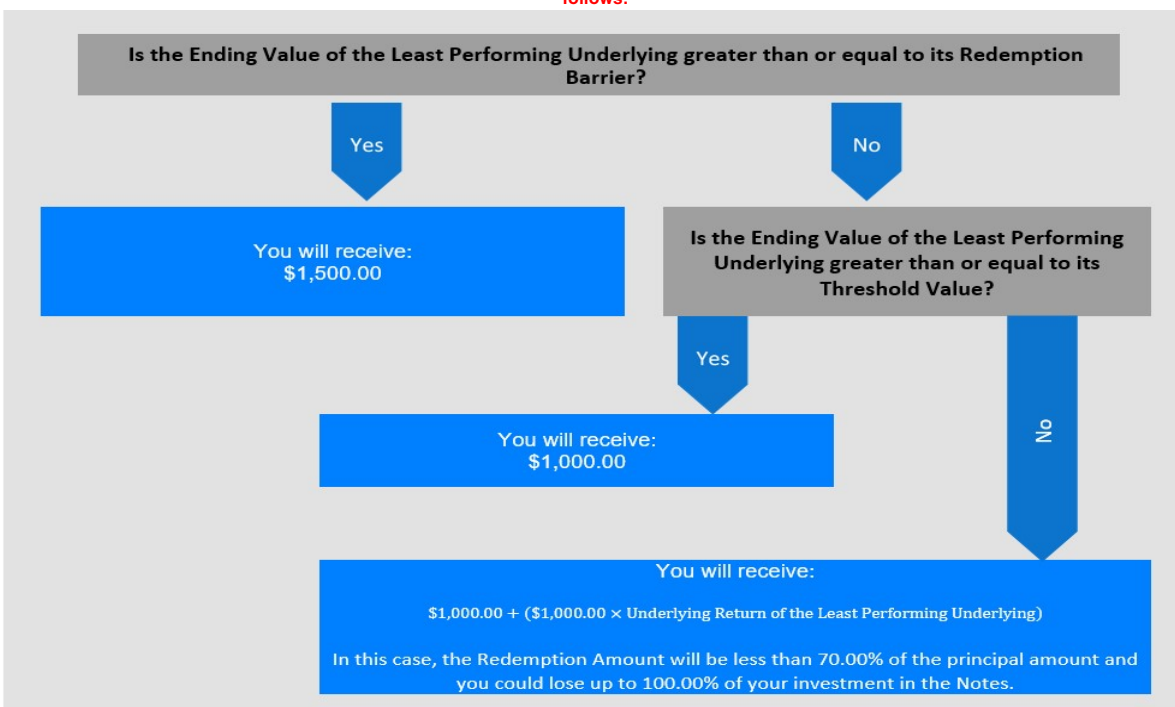 follows:
Is the Ending Value of the Least Performing Underlying greater than or equal to its Redemption
Barrier?
Yes
No
You will receive:
$1,500.00
Is the Ending Value of the Least Performing
Underlying greater than or equal to its
Threshold Value?
Yes
No
You will receive:
$1,000.00
You will receive:
$1,000.00 + ($1,000.00 × Underlying Return of the Least Performing Underlying)
In this case, the Redemption Amount will be less than 70.00% of the principal amount and
you could lose up to 100.00% of your investment in the Notes.